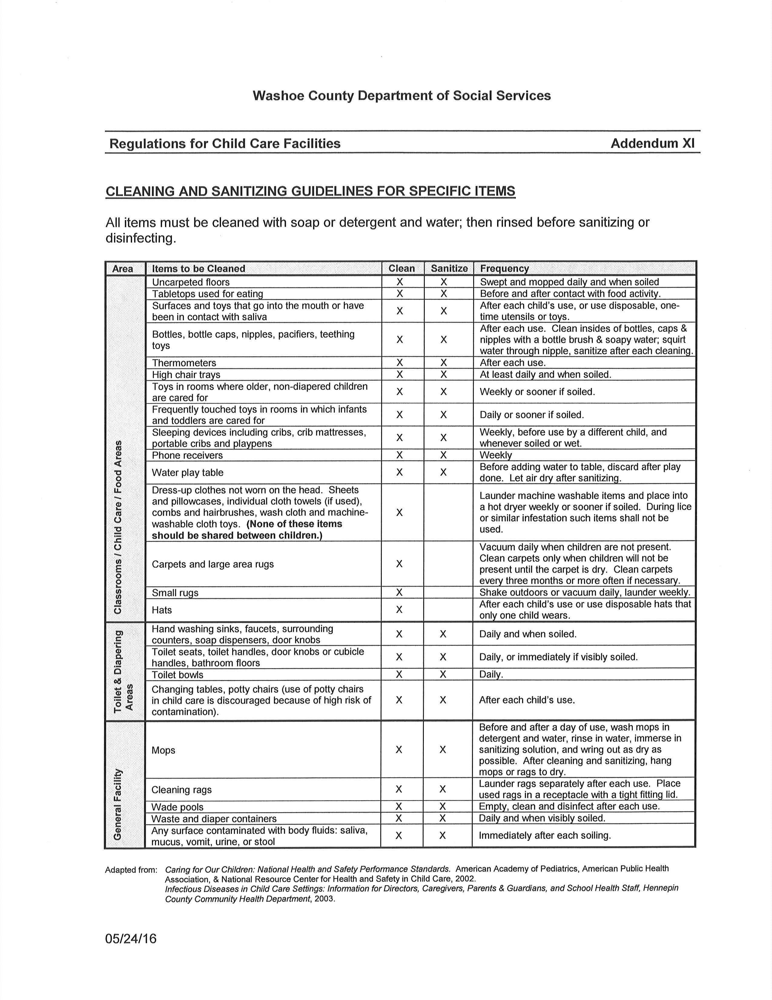 Washoe County Department of Social Services
Regulations for Child Care Facilities Addendum XI
CLEANING AND SANITIZING GUIDELINES FOR SPECIFIC ITEMS
All items must be cleaned with soap or detergent and water; then rinsed before sanitizing or
disinfecting.
Area Items to be Cleaned Clean Sanitize Frequency
Classrooms / Child Care / Food Areas
Uncarpeted floors X X Swept and mopped daily and when soiled
Tabletops used for eating X X Before and after contact with food activity.
Surfaces and toys that go into the mouth or have
been in contact with saliva
X X
After each child's use, or use disposable, one-
time utensils or toys.
Bottles, bottle caps, nipples, pacifiers, teething
toys
X X
After each use. Clean insides of bottles, caps &
nipples with a bottle brush & soapy water; squirt
water through nipple, sanitize after each cleaning.
Thermometers X X After each use.
High chair trays X X At least daily and when soiled.
Toys in rooms where older, non-diapered children
are cared for
X X Weekly or sooner if soiled.
Frequently touched toys in rooms in which infants
and toddlers are cared for
X X Daily or sooner if soiled.
Sleeping devices including cribs, crib mattresses,
portable cribs and playpens
X X
Weekly, before use by a different child, and
whenever soiled or wet.
Phone receivers X X Weekly
Water play table X X
Before adding water to table, discard after play
done. Let air dry after sanitizing.
Dress-up clothes not worn on the head. Sheets
and pillowcases, individual cloth towels (if used),
combs and hairbrushes, wash cloth and machine-
washable cloth toys. (None of these items
should be shared between children.)
X
Launder machine washable items and place into
a hot dryer weekly or sooner if soiled. During lice
or similar infestation such items shall not be
used.
Carpets and large area rugs X
Vacuum daily when children are not present.
Clean carpets only when children will not be
present until the carpet is dry. Clean carpets
every three months or more often if necessary.
Small rugs X Shake outdoors or vacuum daily, launder weekly.
Hats X
After each child's use or use disposable hats that
only one child wears.
Toilet & Diapering
Areas
Hand washing sinks, faucets, surrounding
counters, soap dispensers, door knobs
X X Daily and when soiled.
Toilet seats, toilet handles, door knobs or cubicle
handles, bathroom floors
X X Daily, or immediately if visibly soiled.
Toilet bowls X X Daily.
Changing tables, potty chairs (use of potty chairs
in child care is discouraged because of high risk of
contamination).
X X After each child's use.
General Facility
Mops X X
Before and after a day of use, wash mops in
detergent and water, rinse in water, immerse in
sanitizing solution, and wring out as dry as
possible. After cleaning and sanitizing, hang
mops or rags to dry.
Cleaning rags X X
Launder rags separately after each use. Place
used rags in a receptacle with a tight fitting lid.
Wade pools X X Empty, clean and disinfect after each use.
Waste and diaper containers X X Daily and when visibly soiled.
Any surface contaminated with body fluids: saliva,
mucus, vomit, urine, or stool
X X Immediately after each soiling.
Adapted from: Caring for Our Children: National Health and Safety Performance Standards. American Academy of Pediatrics, American Public Health
Association, & National Resource Center for Health and Safety in Child Care, 2002.
Infectious Diseases in Child Care Settings: Information for Directors, Caregivers, Parents & Guardians, and School Health Staff, Hennepin
County Community Health Department, 2003.
05/24/16